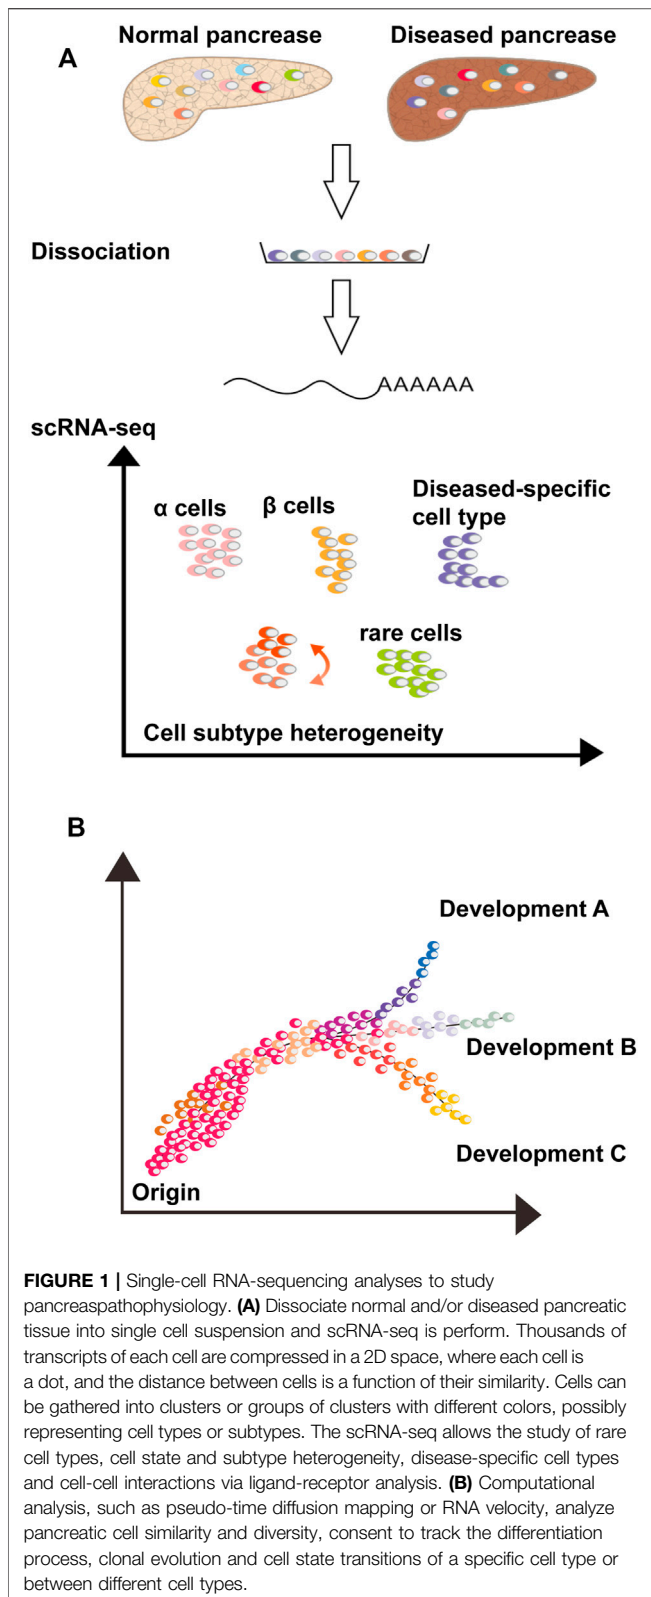 A
Normal pancrease
Diseased pancrease
Dissociation
AAAAAA
scRNA-seq
α cells
β cells
Diseased-specific
cell type
rare cells
Cell subtype heterogeneity
B
Development A
Development B
Development C
Origin
FIGURE 1 | Single-cell RNA-sequencing analyses to study
pancreaspathophysiology. (A) Dissociate normal and/or diseased pancreatic
tissue into single cell suspension and scRNA-seq is perform. Thousands of
transcripts of each cell are compressed in a 2D space, where each cell is
a dot, and the distance between cells is a function of their similarity. Cells can
be gathered into clusters or groups of clusters with different colors, possibly
representing cell types or subtypes. The scRNA-seq allows the study of rare
cell types, cell state and subtype heterogeneity, disease-specific cell types
and cell-cell interactions via ligand-receptor analysis. (B) Computational
analysis, such as pseudo-time diffusion mapping or RNA velocity, analyze
pancreatic cell similarity and diversity, consent to track the differentiation
process, clonal evolution and cell state transitions of a specific cell type or
between different cell types.